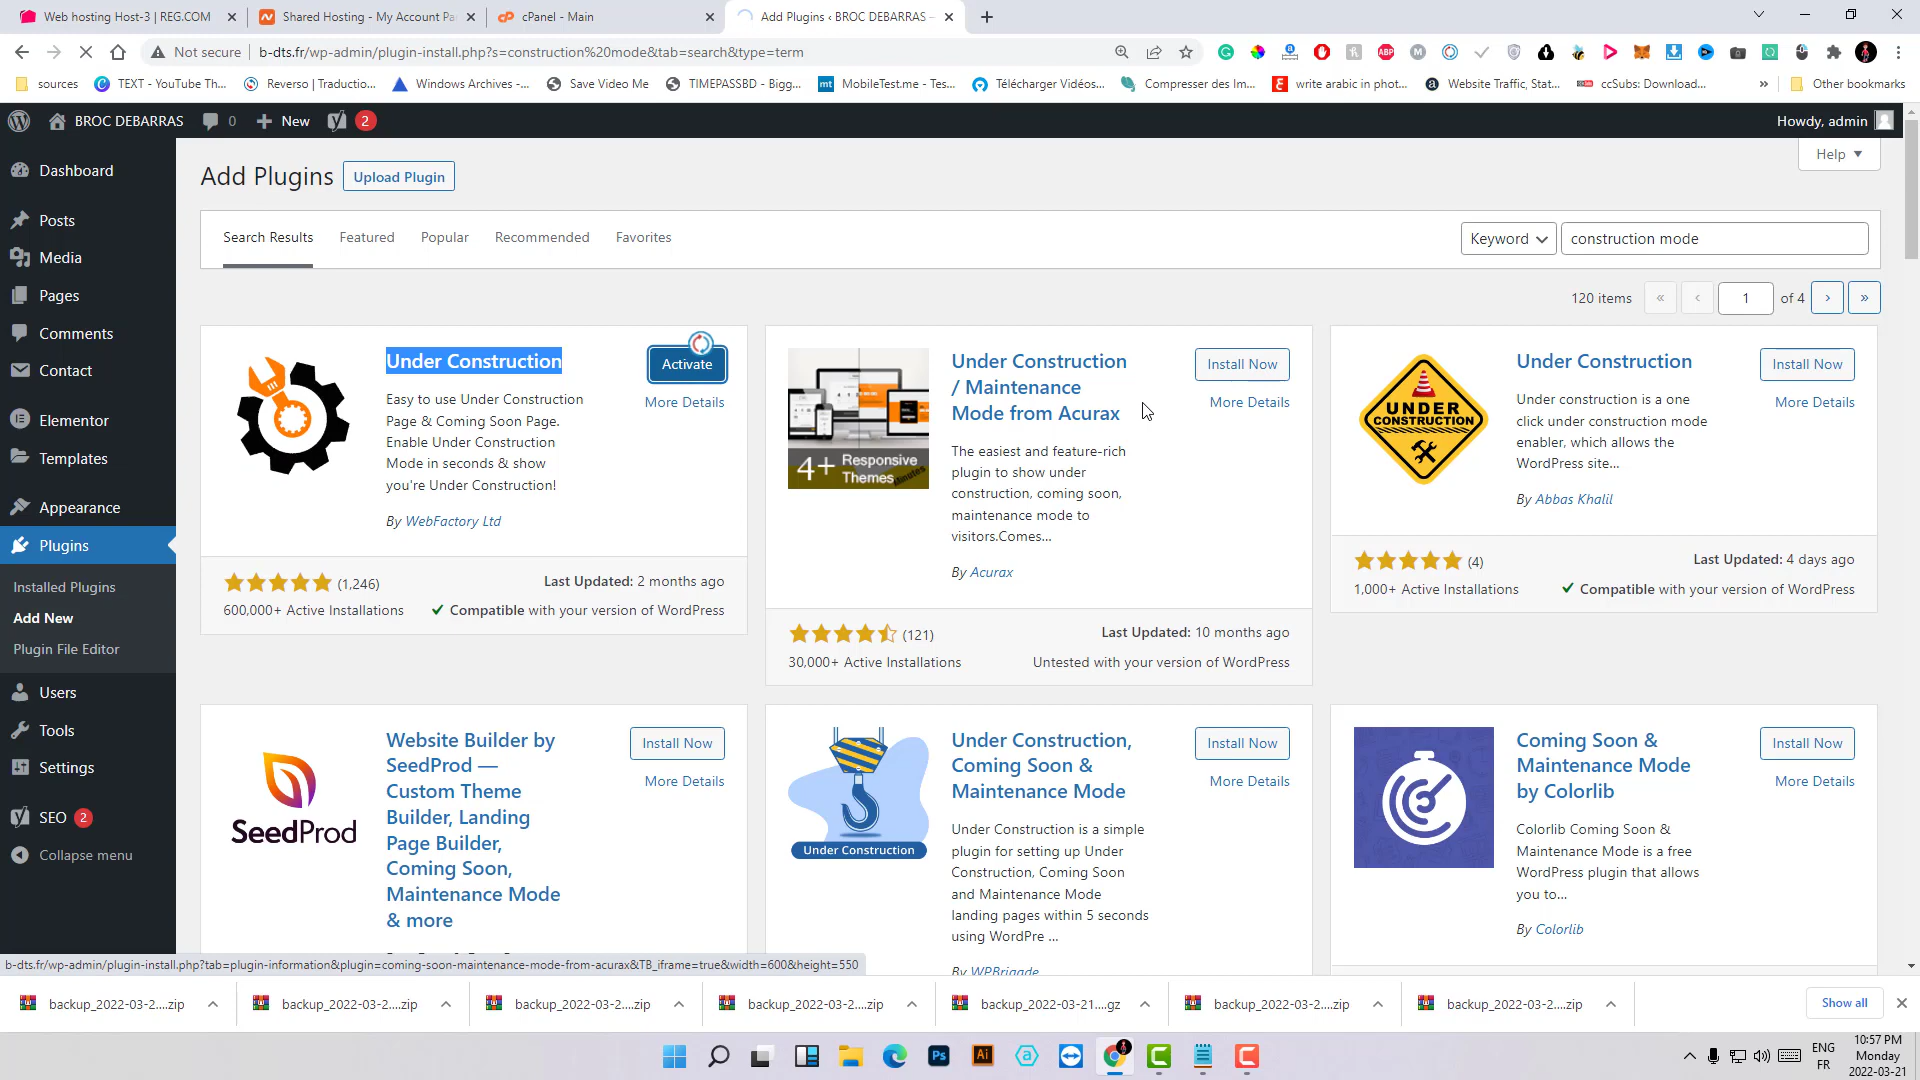 Web hosting Host-3 | REG.COM
Shared Hosting - My Account Pa
cPanel - Main
Add Plugins ‹ BROC DEBARRAS –
Not secure
b-dts.fr/wp-admin/plugin-install.php?s=construction%20mode&tab=search&type=term
sources
TEXT - YouTube Th...
Reverso | Traductio...
Windows Archives -...
Save Video Me
TIMEPASSBD - Bigg...
MobileTest.me - Tes...
Télécharger Vidéos...
Compresser des Im...
write arabic in phot...
Website Traffic, Stat...
ccSubs: Download...
»
Other bookmarks
BROC DEBARRAS
0
New
2
Howdy, admin
Dashboard
Posts
Media
Pages
Comments
Contact
Elementor
Templates
Appearance
Plugins
Installed Plugins
Add New
Plugin File Editor
Users
Tools
Settings
SEO 2
Collapse menu
Help
Add Plugins
Upload Plugin
Search Results
Featured
Popular
Recommended
Favorites
Keyword
construction mode
120 items
«
‹
1
of 4
›
»
Under Construction
Activate
More Details
Easy to use Under Construction
Page & Coming Soon Page.
Enable Under Construction
Mode in seconds & show
you're Under Construction!
By WebFactory Ltd
(1,246)
Last Updated: 2 months ago
600,000+ Active Installations
Compatible with your version of WordPress
4+ Responsive
Themes
Under Construction
/ Maintenance
Mode from Acurax
Install Now
More Details
The easiest and feature-rich
plugin to show under
construction, coming soon,
maintenance mode to
visitors.Comes...
By Acurax
(121)
Last Updated: 10 months ago
30,000+ Active Installations
Untested with your version of WordPress
UNDER
CONSTRUCTION
Under Construction
Install Now
More Details
Under construction is a one
click under construction mode
enabler, which allows the
WordPress site...
By Abbas Khalil
(4)
Last Updated: 4 days ago
1,000+ Active Installations
Compatible with your version of WordPress
SeedProd
Website Builder by
SeedProd —
Custom Theme
Builder, Landing
Page Builder,
Coming Soon,
Maintenance Mode
& more
Install Now
More Details
Under Construction
Under Construction,
Coming Soon &
Maintenance Mode
Install Now
More Details
Under Construction is a simple
plugin for setting up Under
Construction, Coming Soon
and Maintenance Mode
landing pages within 5 seconds
using WordPre ...
By WPBrigade
Coming Soon &
Maintenance Mode
by Colorlib
Install Now
More Details
Colorlib Coming Soon &
Maintenance Mode is a free
WordPress plugin that allows
you to...
By Colorlib
b-dts.fr/wp-admin/plugin-install.php?tab=plugin-information&plugin=coming-soon-maintenance-mode-from-acurax&TB_iframe=true&width=600&height=550
backup_2022-03-2....zip
backup_2022-03-2....zip
backup_2022-03-2....zip
backup_2022-03-2....zip
backup_2022-03-21....gz
backup_2022-03-2....zip
backup_2022-03-2....zip
Show all
Ps
Ai
ENG
FR
10:57 PM
Monday
2022-03-21